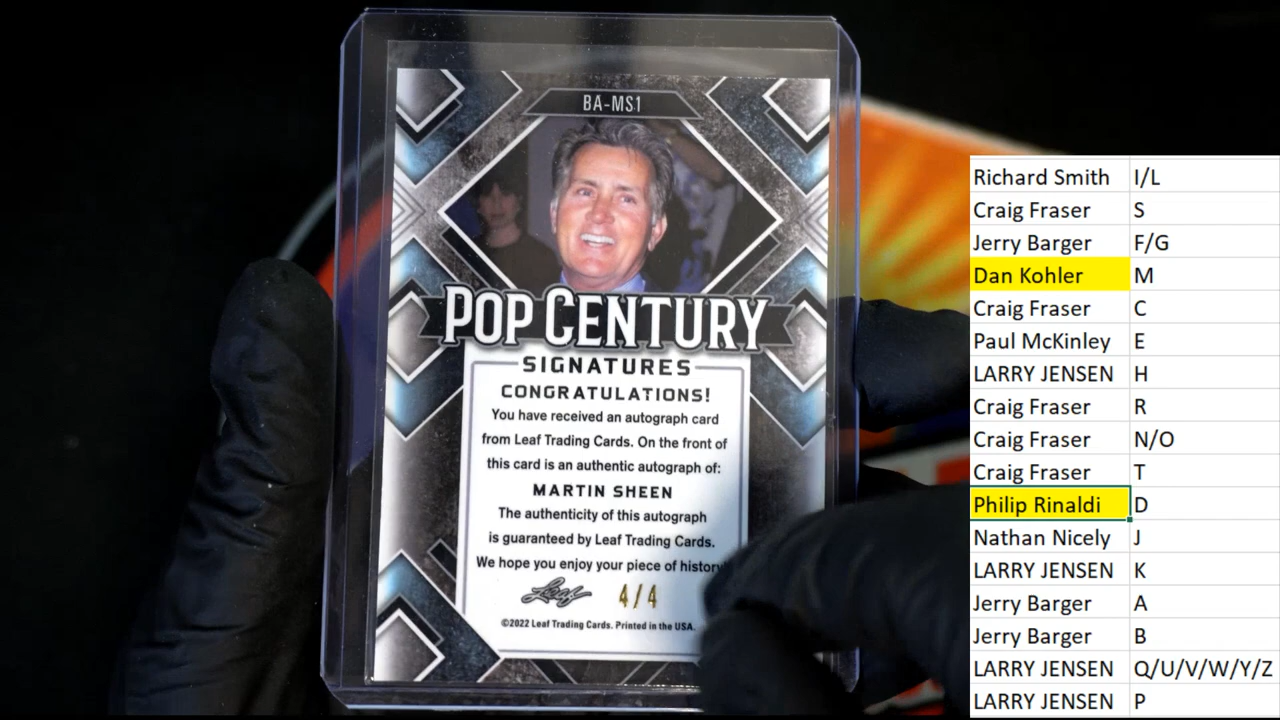 BA-MS1
POP CENTURY
SIGNATURES
CONGRATULATIONS!
You have received an autograph card
from Leaf Trading Cards. On the front of
this card is an authentic autograph of:
MARTIN SHEEN
The authenticity of this autograph
is guaranteed by Leaf Trading Cards.
We hope you enjoy your piece of history!
Leaf 4/4
©2022 Leaf Trading Cards. Printed in the USA.
Richard Smith I/L
Craig Fraser S
Jerry Barger F/G
Dan Kohler M
Craig Fraser C
Paul McKinley E
LARRY JENSEN H
Craig Fraser R
Craig Fraser N/O
Craig Fraser T
Philip Rinaldi D
Nathan Nicely J
LARRY JENSEN K
Jerry Barger A
Jerry Barger B
LARRY JENSEN Q/U/V/W/Y/Z
LARRY JENSEN P